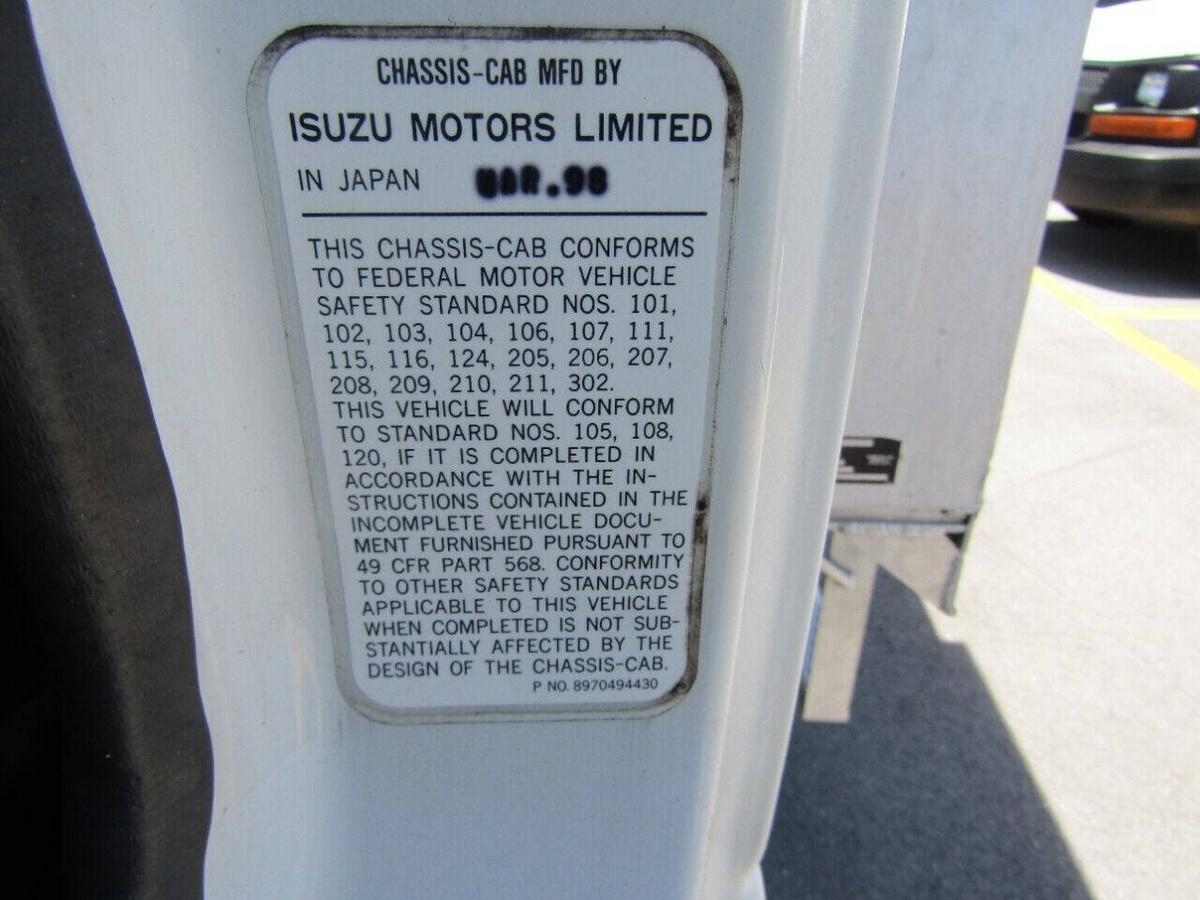 CHASSIS-CAB MFD BY
ISUZU MOTORS LIMITED
IN JAPAN
THIS CHASSIS-CAB CONFORMS
TO FEDERAL MOTOR VEHICLE
SAFETY STANDARD NOS. 101,
102, 103, 104, 106, 107, 111,
115, 116, 124, 205, 206, 207,
208, 209, 210, 211, 302.
THIS VEHICLE WILL CONFORM
TO STANDARD NOS. 105, 108,
120, IF IT IS COMPLETED IN
ACCORDANCE WITH THE IN-
STRUCTIONS CONTAINED IN THE
INCOMPLETE VEHICLE DOCU-
MENT FURNISHED PURSUANT TO
49 CFR PART 568. CONFORMITY
TO OTHER SAFETY STANDARDS
APPLICABLE TO THIS VEHICLE
WHEN COMPLETED IS NOT SUB-
STANTIALLY AFFECTED BY THE
DESIGN OF THE CHASSIS-CAB.
P NO. 8970494430